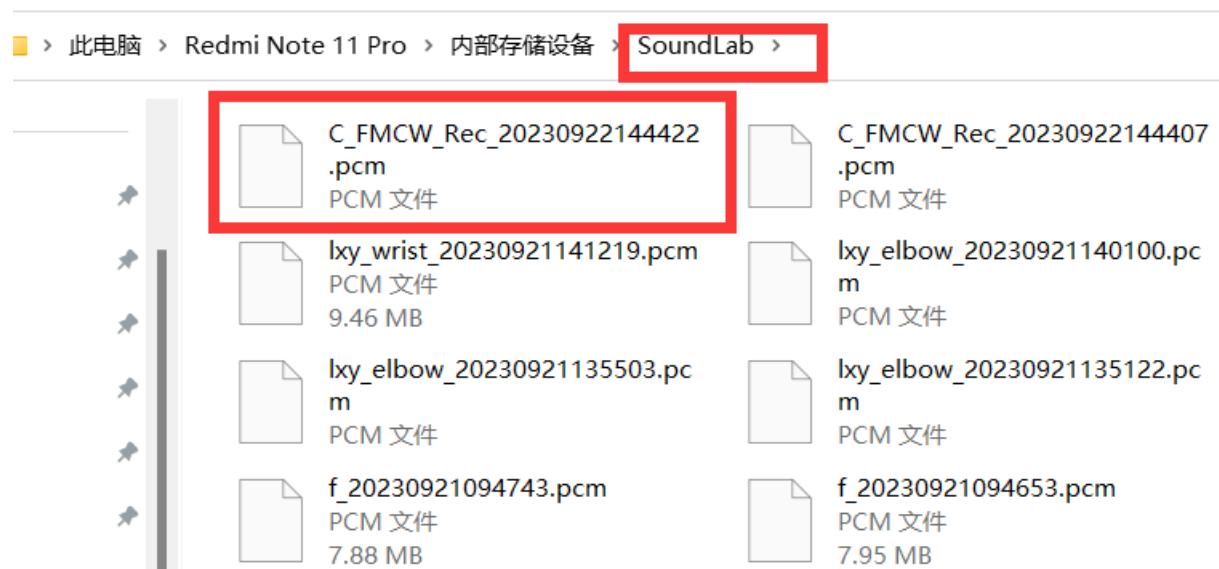 此电脑 > Redmi Note 11 Pro > 内部存储设备 > SoundLab >
C_FMCW_Rec_20230922144422
.pcm
PCM 文件
C_FMCW_Rec_20230922144407
.pcm
PCM 文件
lxy_wrist_20230921141219.pcm
PCM 文件
9.46 MB
lxy_elbow_20230921140100.pc
m
PCM 文件
lxy_elbow_20230921135503.pc
m
PCM 文件
lxy_elbow_20230921135122.pc
m
PCM 文件
f_20230921094743.pcm
PCM 文件
7.88 MB
f_20230921094653.pcm
PCM 文件
7.95 MB